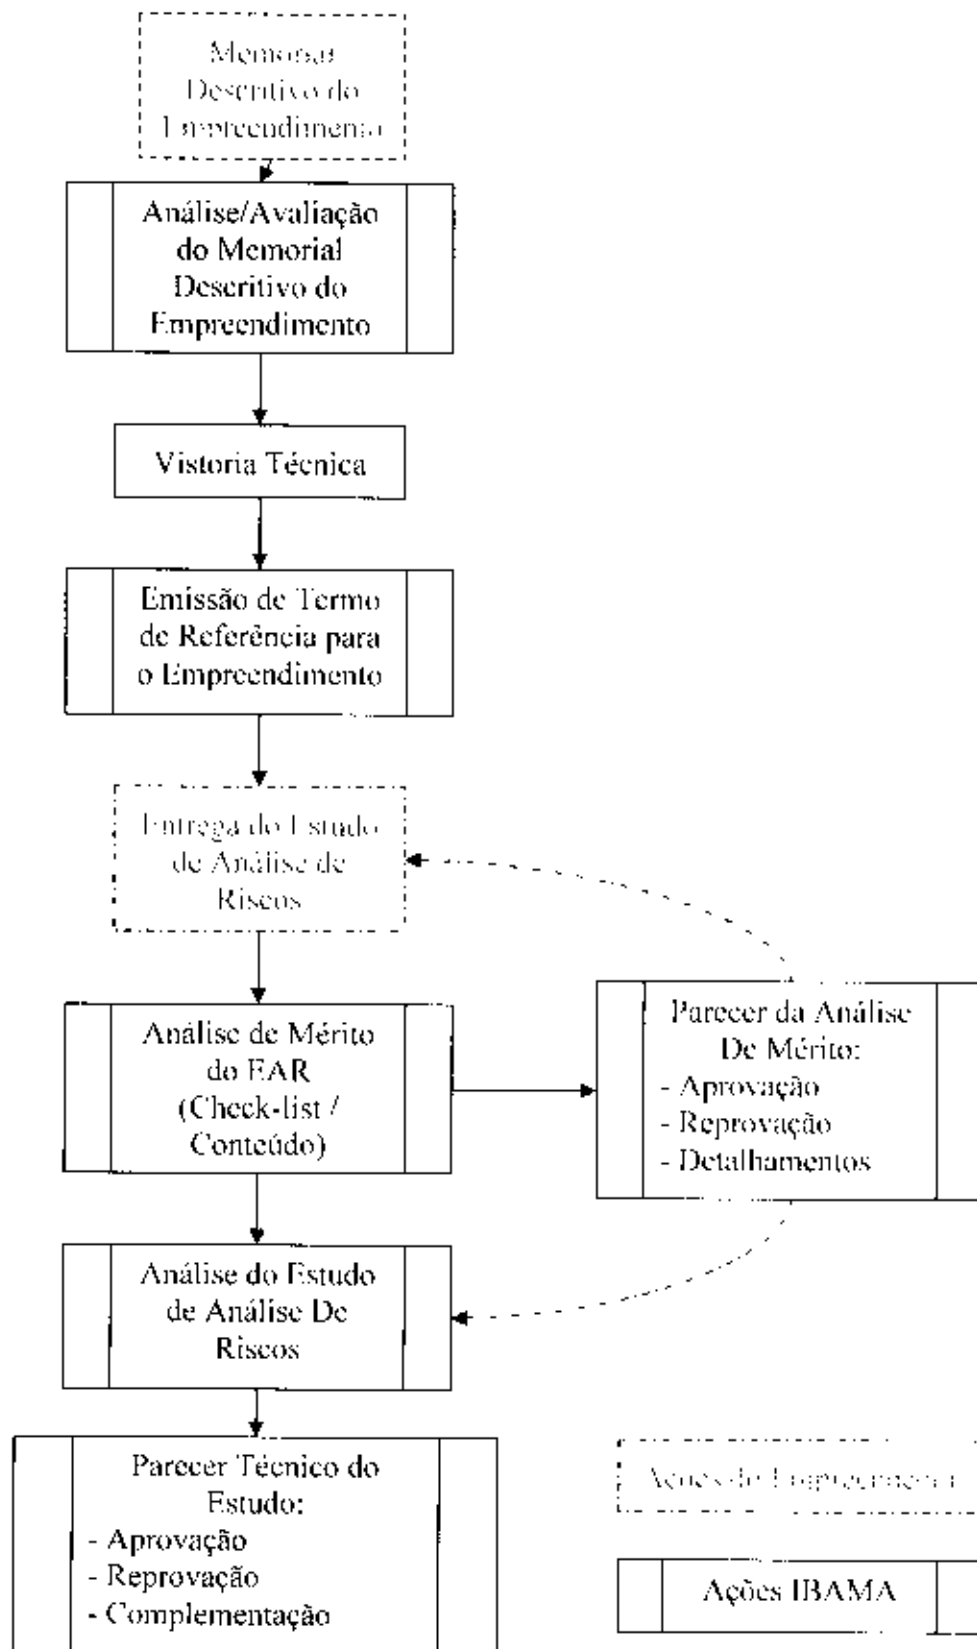 Memorial
Descritivo do
Empreendimento
Análise/Avaliação
do Memorial
Descritivo do
Empreendimento
Vistoria Técnica
Emissão de Termo
de Referência para
o Empreendimento
Entrega do Estudo
de Análise de
Riscos
Análise de Mérito
do EAR
(Check-list /
Conteúdo)
Parecer da Análise
De Mérito:
- Aprovação
- Reprovação
- Detalhamentos
Análise do Estudo
de Análise De
Riscos
Parecer Técnico do
Estudo:
- Aprovação
- Reprovação
- Complementação
Ações do
Ações IBAMA